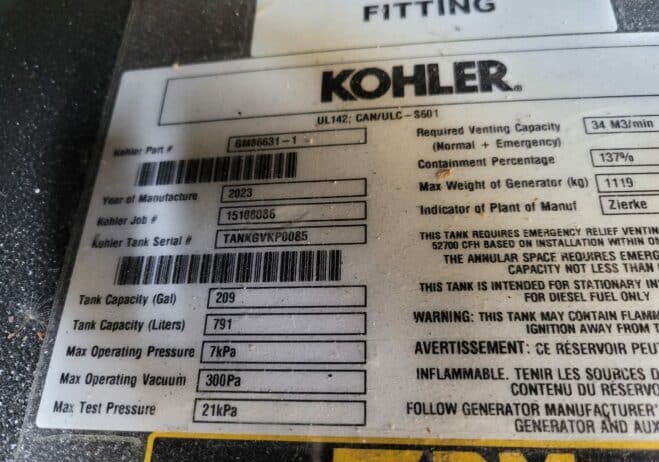 FITTING
KOHLER®
UL142; CAN/ULC-S601
Kohler Part # GM86631-1
Year of Manufacture 2023
Kohler Job # 15108086
Kohler Tank Serial # TANKGVKP0085
Tank Capacity (Gal) 209
Tank Capacity (Liters) 791
Max Operating Pressure 7kPa
Max Operating Vacuum 300Pa
Max Test Pressure 21kPa
Required Venting Capacity 34 M3/min
(Normal + Emergency)
Containment Percentage 137%
Max Weight of Generator (kg) 1119
Indicator of Plant of Manuf Zierke
THIS TANK REQUIRES EMERGENCY RELIEF VENTIN
52700 CFH BASED ON INSTALLATION WITHIN ON
THE ANNULAR SPACE REQUIRES EMERG
CAPACITY NOT LESS THAN
THIS TANK IS INTENDED FOR STATIONARY IN
FOR DIESEL FUEL ONLY
WARNING: THIS TANK MAY CONTAIN FLAMM
IGNITION AWAY FROM T
AVERTISSEMENT: CE RÉSERVOIR PEUT
INFLAMMABLE. TENIR LES SOURCES D
CONTENU DU RÉSERVO
FOLLOW GENERATOR MANUFACTURER'
GENERATOR AND AUX